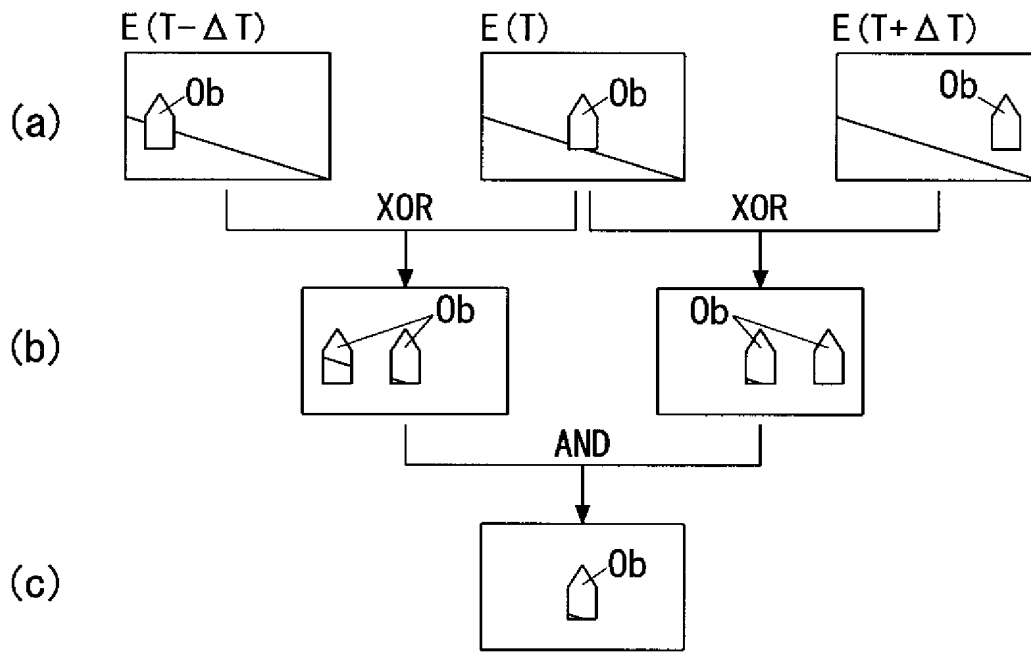 E(T-ΔT) E(T) E(T+ΔT)
(a) Ob Ob Ob
XOR XOR
(b) Ob Ob
AND
(c) Ob